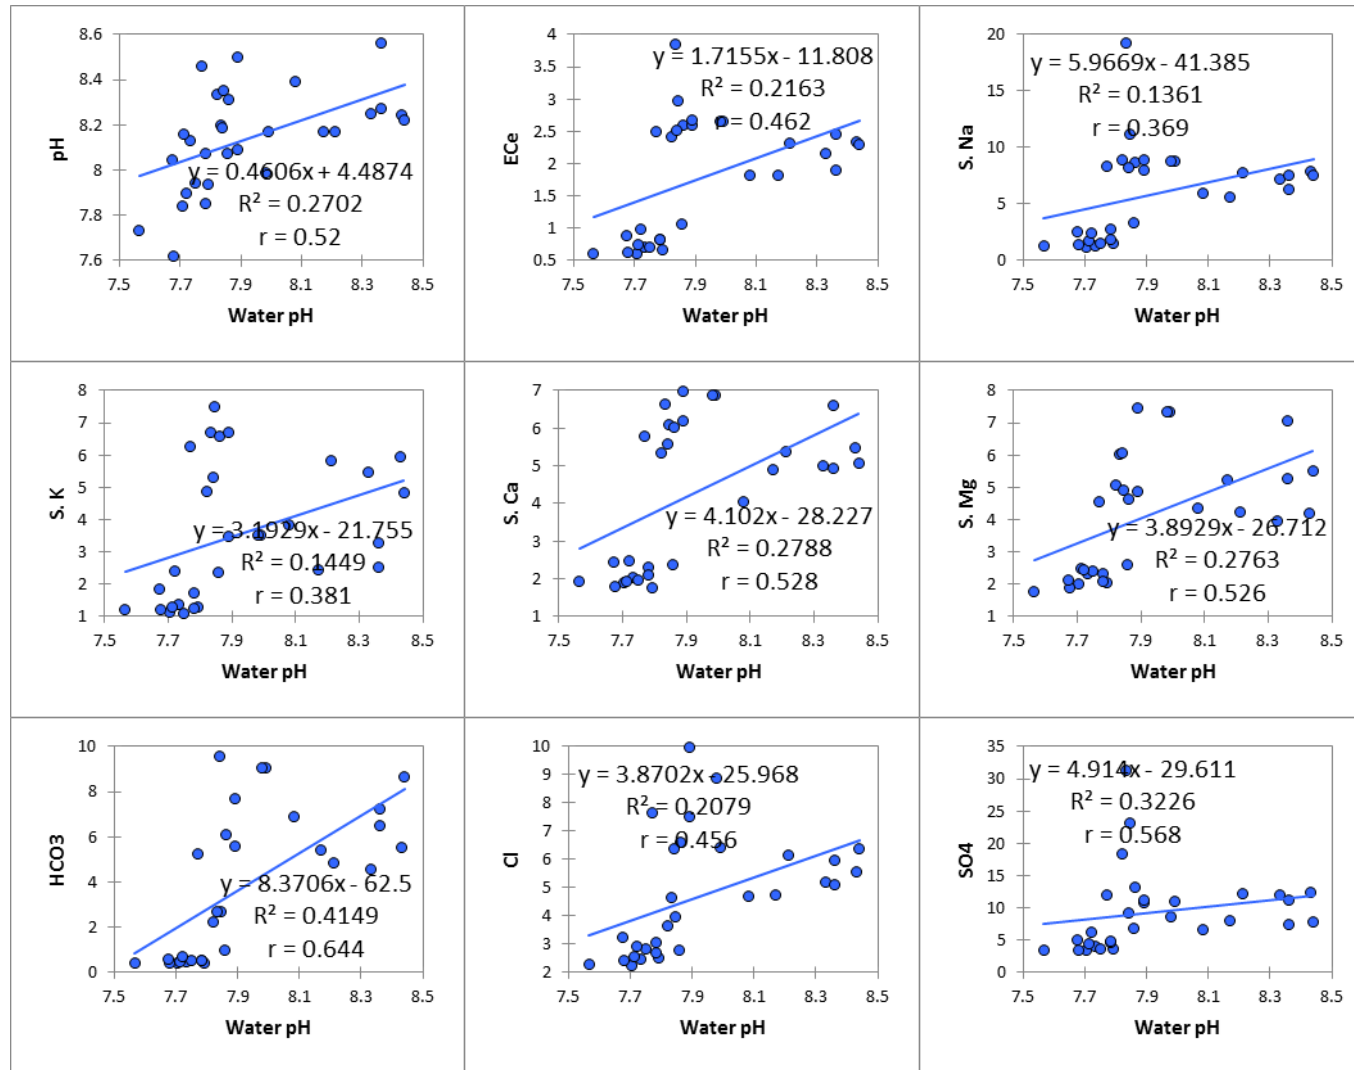 8.6
8.4
8.2
8
7.8
7.6
pH
y = 0.4606x + 4.4874
R² = 0.2702
r = 0.52
7.5 7.7 7.9 8.1 8.3 8.5
Water pH
4
3.5
3
2.5
2
1.5
1
0.5
ECe
y = 1.7155x - 11.808
R² = 0.2163
r = 0.462
7.5 7.7 7.9 8.1 8.3 8.5
Water pH
20
15
10
5
0
S. Na
y = 5.9669x - 41.385
R² = 0.1361
r = 0.369
7.5 7.7 7.9 8.1 8.3 8.5
Water pH
8
7
6
5
4
3
2
1
S. K
y = 3.1929x - 21.755
R² = 0.1449
r = 0.381
7.5 7.7 7.9 8.1 8.3 8.5
Water pH
7
6
5
4
3
2
1
S. Ca
y = 4.102x - 28.227
R² = 0.2788
r = 0.528
7.5 7.7 7.9 8.1 8.3 8.5
Water pH
8
7
6
5
4
3
2
1
S. Mg
y = 3.8929x - 26.712
R² = 0.2763
r = 0.526
7.5 7.7 7.9 8.1 8.3 8.5
Water pH
10
8
6
4
2
0
HCO3
y = 8.3706x - 62.5
R² = 0.4149
r = 0.644
7.5 7.7 7.9 8.1 8.3 8.5
Water pH
10
9
8
7
6
5
4
3
2
Cl
y = 3.8702x - 25.968
R² = 0.2079
r = 0.456
7.5 7.7 7.9 8.1 8.3 8.5
Water pH
35
30
25
20
15
10
5
0
SO4
y = 4.914x - 29.611
R² = 0.3226
r = 0.568
7.5 7.7 7.9 8.1 8.3 8.5
Water pH